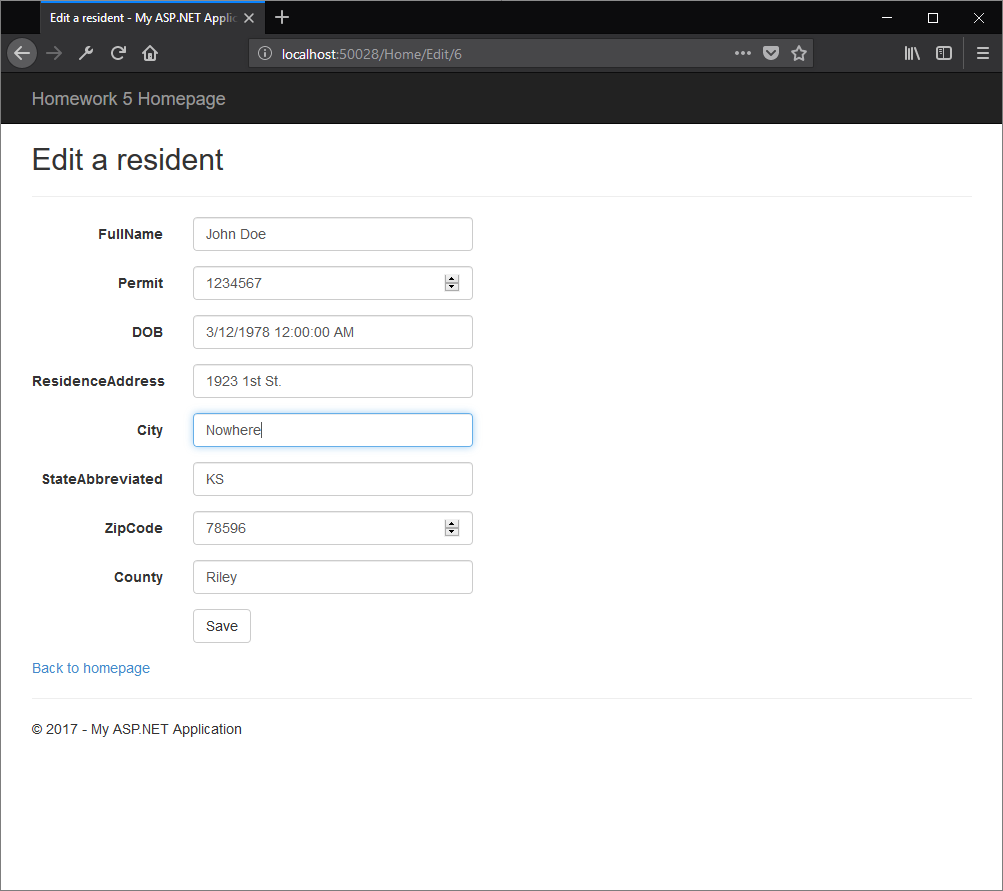 Edit a resident - My ASP.NET Applic
localhost:50028/Home/Edit/6
Homework 5 Homepage
Edit a resident
FullName John Doe
Permit 1234567
DOB 3/12/1978 12:00:00 AM
ResidenceAddress 1923 1st St.
City Nowhere
StateAbbreviated KS
ZipCode 78596
County Riley
Save
Back to homepage
© 2017 - My ASP.NET Application